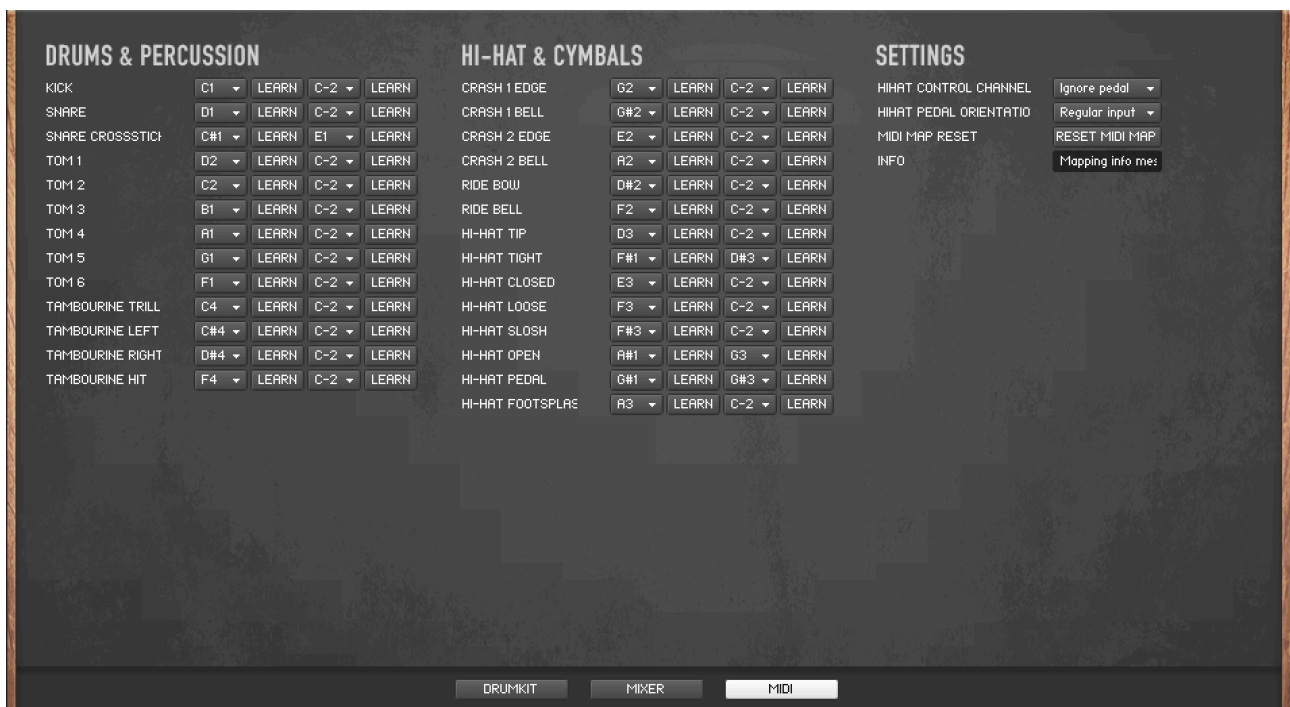 DRUMS & PERCUSSION
KICK C1 LEARN C-2 LEARN
SNARE D1 LEARN C-2 LEARN
SNARE CROSSSTICH C#1 LEARN E1 LEARN
TOM 1 D2 LEARN C-2 LEARN
TOM 2 C2 LEARN C-2 LEARN
TOM 3 B1 LEARN C-2 LEARN
TOM 4 A1 LEARN C-2 LEARN
TOM 5 G1 LEARN C-2 LEARN
TOM 6 F1 LEARN C-2 LEARN
TAMBOURINE TRILL C4 LEARN C-2 LEARN
TAMBOURINE LEFT C#4 LEARN C-2 LEARN
TAMBOURINE RIGHT D#4 LEARN C-2 LEARN
TAMBOURINE HIT F4 LEARN C-2 LEARN
HI-HAT & CYMBALS
CRASH 1 EDGE G2 LEARN C-2 LEARN
CRASH 1 BELL G#2 LEARN C-2 LEARN
CRASH 2 EDGE E2 LEARN C-2 LEARN
CRASH 2 BELL A2 LEARN C-2 LEARN
RIDE BOW D#2 LEARN C-2 LEARN
RIDE BELL F2 LEARN C-2 LEARN
HI-HAT TIP D3 LEARN C-2 LEARN
HI-HAT TIGHT F#1 LEARN D#3 LEARN
HI-HAT CLOSED E3 LEARN C-2 LEARN
HI-HAT LOOSE F3 LEARN C-2 LEARN
HI-HAT SLOSH F#3 LEARN C-2 LEARN
HI-HAT OPEN A#1 LEARN G3 LEARN
HI-HAT PEDAL G#1 LEARN G#3 LEARN
HI-HAT FOOTSPLAS A3 LEARN C-2 LEARN
SETTINGS
HIHAT CONTROL CHANNEL Ignore pedal
HIHAT PEDAL ORIENTATIO Regular input
MIDI MAP RESET RESET MIDI MAP
INFO Mapping info mes
DRUMKIT MIXER MIDI